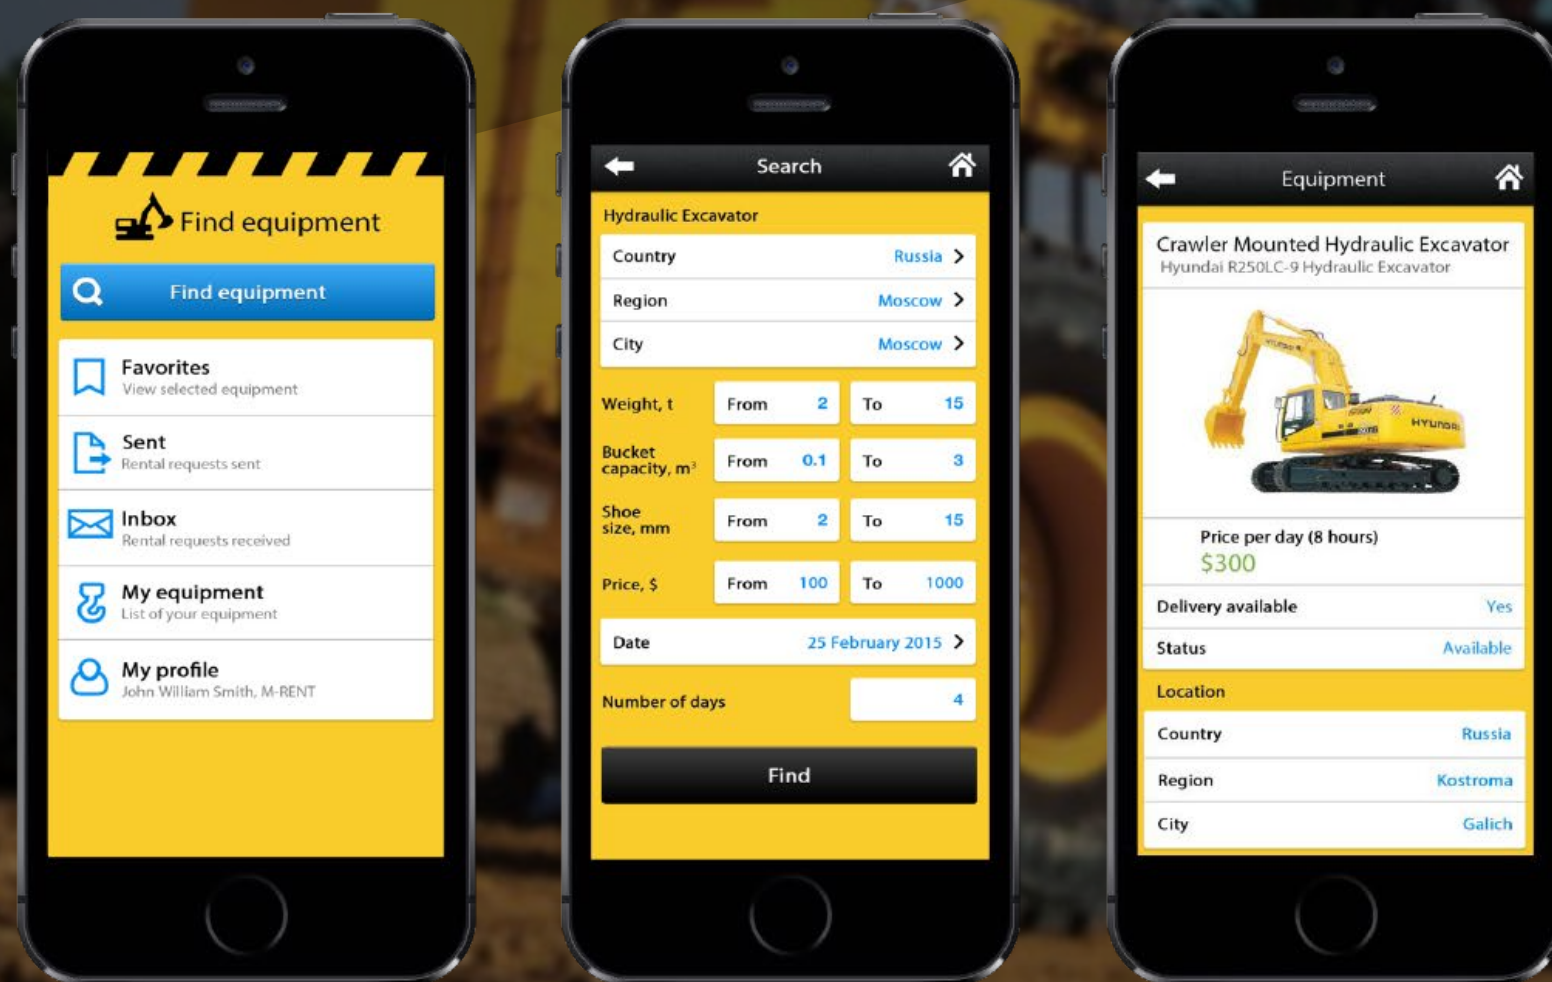 Find equipment
Find equipment
Favorites
View selected equipment
Sent
Rental requests sent
Inbox
Rental requests received
My equipment
List of your equipment
My profile
John William Smith, M-RENT
Search
Hydraulic Excavator
Country Russia
Region Moscow
City Moscow
Weight, t From 2 To 15
Bucket
capacity, m³ From 0.1 To 3
Shoe
size, mm From 2 To 15
Price, $ From 100 To 1000
Date 25 February 2015
Number of days 4
Find
Equipment
Crawler Mounted Hydraulic Excavator
Hyundai R250LC-9 Hydraulic Excavator
HYUNDAI
Price per day (8 hours)
$300
Delivery available Yes
Status Available
Location
Country Russia
Region Kostroma
City Galich